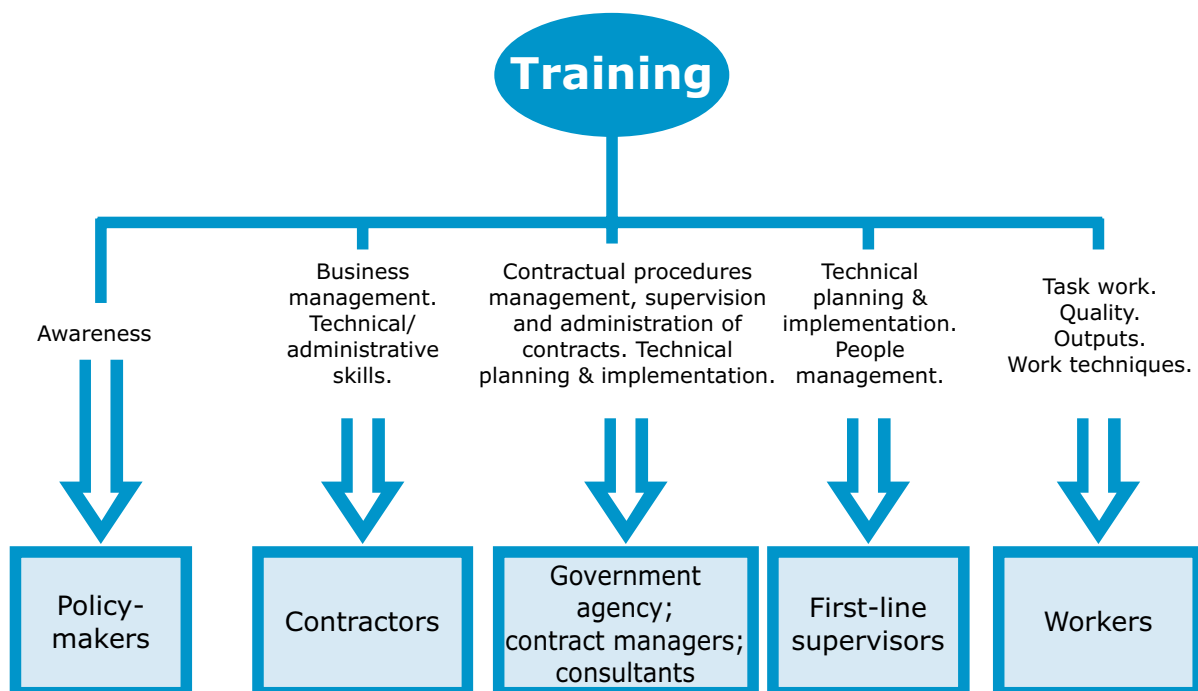 Training
Awareness
Business
management.
Technical/
administrative
skills.
Contractual procedures
management, supervision
and administration of
contracts. Technical
planning & implementation.
Technical
planning &
implementation.
People
management.
Task work.
Quality.
Outputs.
Work techniques.
Policy-
makers
Contractors
Government
agency;
contract managers;
consultants
First-line
supervisors
Workers